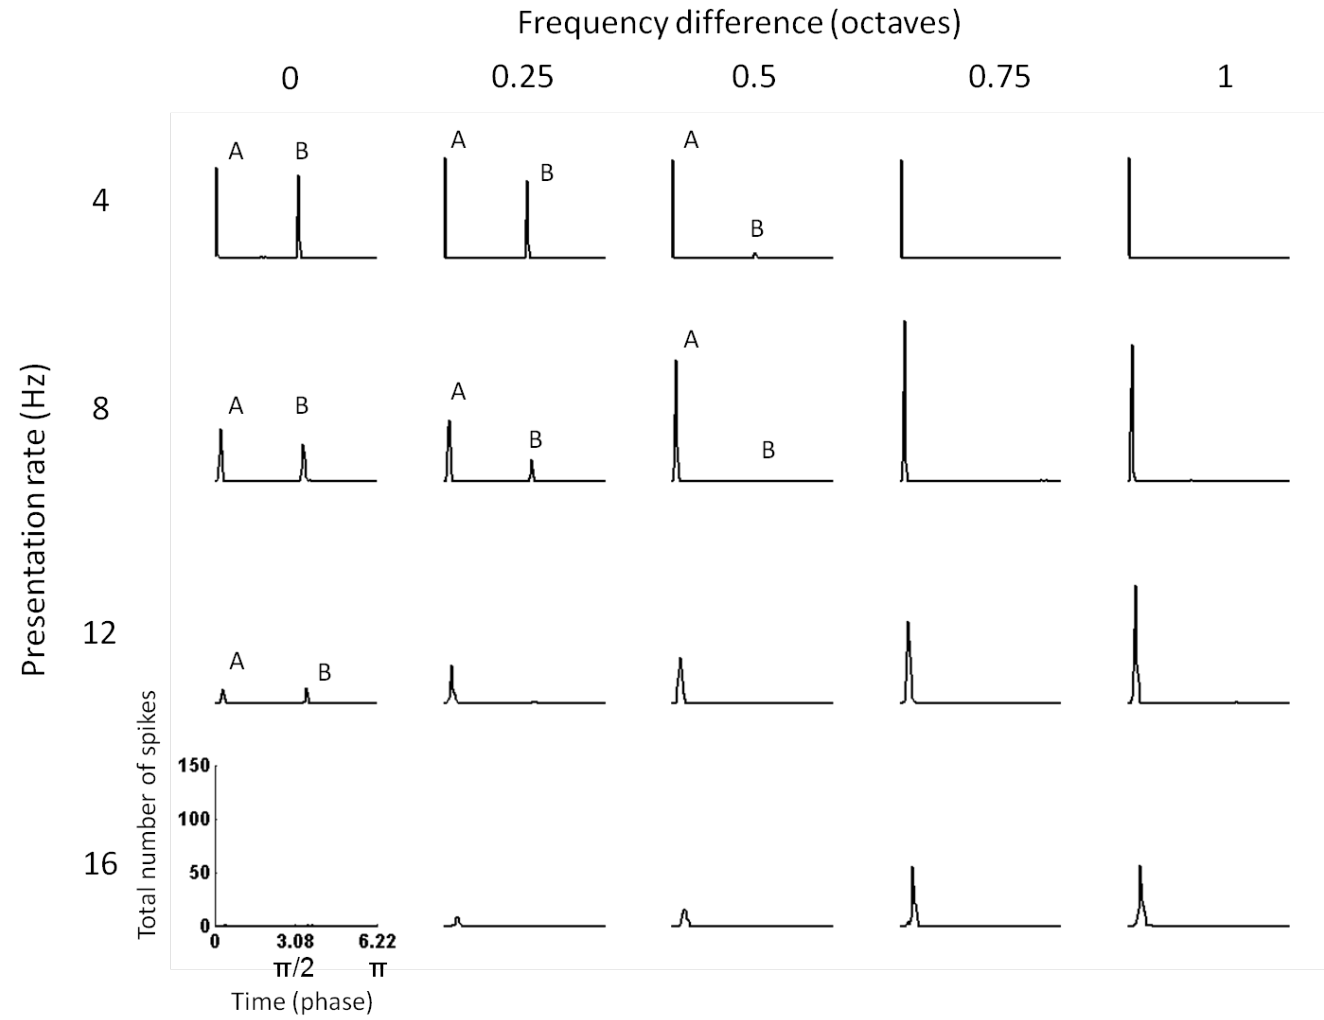 Frequency difference (octaves)
0 0.25 0.5 0.75 1
A B A B A B
4
A B A B A B
8
Presentation rate (Hz)
A B
12
Total number of spikes
150
100
50
0
16
0 3.08 6.22
π/2 π
Time (phase)